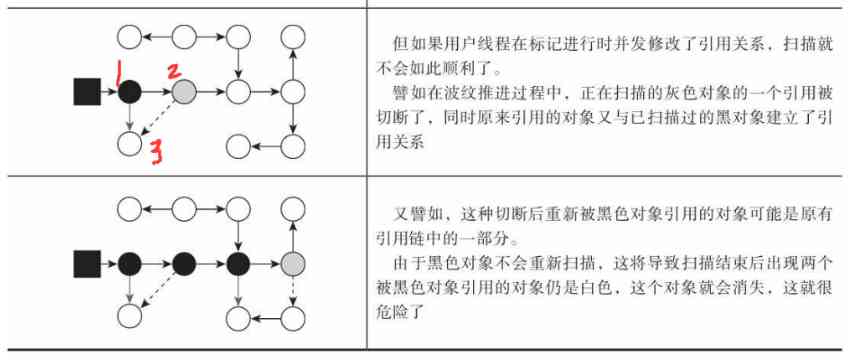 但如果用户线程在标记进行时并发修改了引用关系，扫描就
不会如此顺利了。
譬如在波纹推进过程中，正在扫描的灰色对象的一个引用被
切断了，同时原来引用的对象又与已扫描过的黑对象建立了引
用关系
1
2
3
又譬如，这种切断后重新被黑色对象引用的对象可能是原有
引用链中的一部分。
由于黑色对象不会重新扫描，这将导致扫描结束后出现两个
被黑色对象引用的对象仍是白色，这个对象就会消失，这就很
危险了